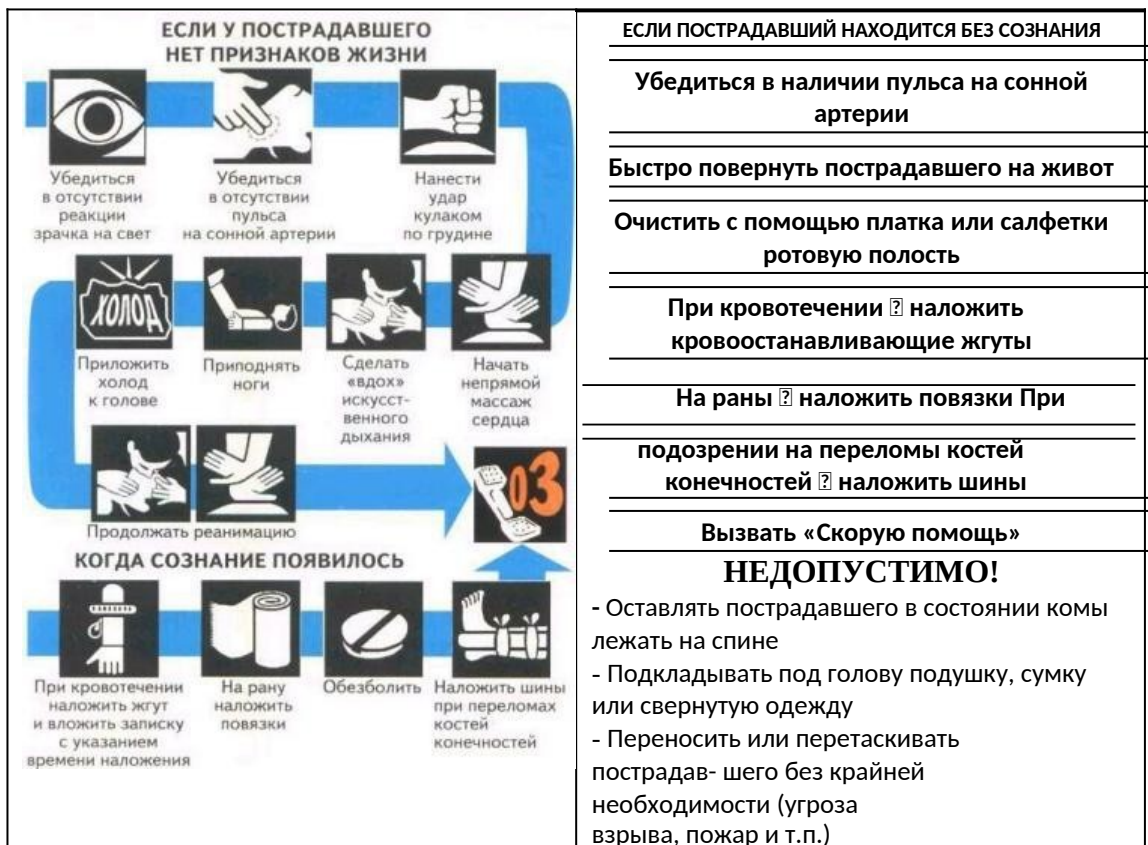 ЕСЛИ У ПОСТРАДАВШЕГО
НЕТ ПРИЗНАКОВ ЖИЗНИ
Убедиться
в отсутствии
реакции
зрачка на свет
Убедиться
в отсутствии
пульса
на сонной артерии
Нанести
удар
кулаком
по грудине
ХОЛОД
Приложить
холод
к голове
Приподнять
ноги
Сделать
«вдох»
искусст-
венного
дыхания
Начать
непрямой
массаж
сердца
Продолжать реанимацию
03
КОГДА СОЗНАНИЕ ПОЯВИЛОСЬ
При кровотечении
наложить жгут
и вложить записку
с указанием
времени наложения
На рану
наложить
повязки
Обезболить
Наложить шины
при переломах
костей
конечностей
ЕСЛИ ПОСТРАДАВШИЙ НАХОДИТСЯ БЕЗ СОЗНАНИЯ
Убедиться в наличии пульса на сонной
артерии
Быстро повернуть пострадавшего на живот
Очистить с помощью платка или салфетки
ротовую полость
При кровотечении ⍰ наложить
кровоостанавливающие жгуты
На раны ⍰ наложить повязки При
подозрении на переломы костей
конечностей ⍰ наложить шины
Вызвать «Скорую помощь»
НЕДОПУСТИМО!
- Оставлять пострадавшего в состоянии комы
лежать на спине
- Подкладывать под голову подушку, сумку
или свернутую одежду
- Переносить или перетаскивать
пострадав- шего без крайней
необходимости (угроза
взрыва, пожар и т.п.)